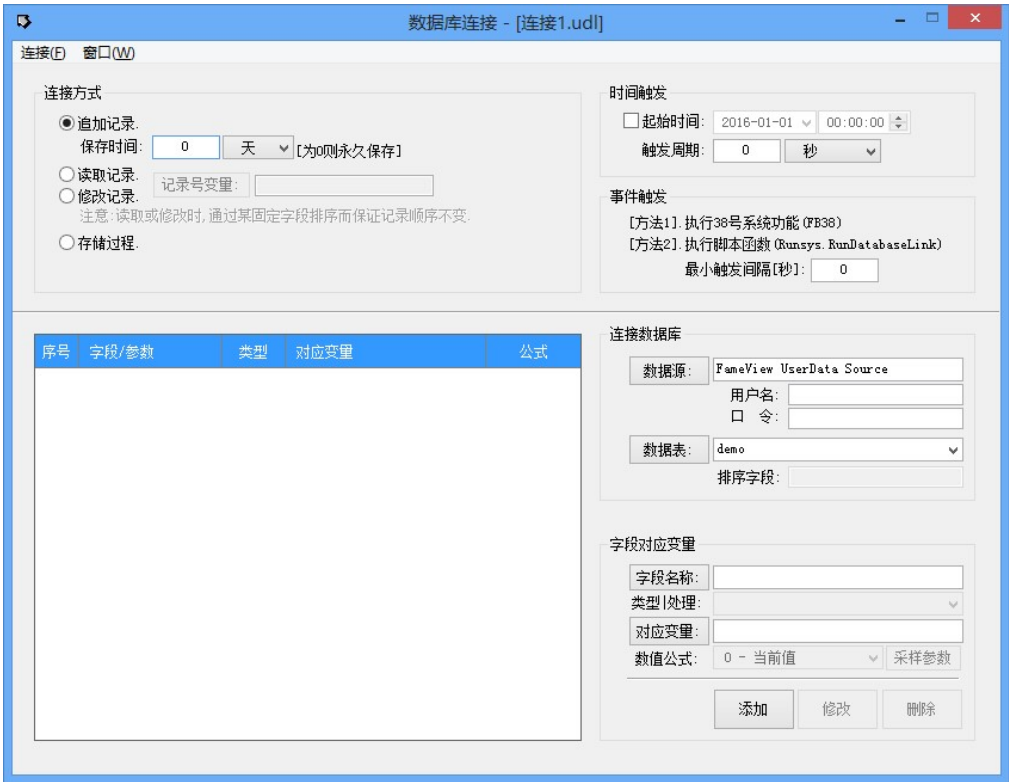 数据库连接 - [连接1.udl]
连接(F) 窗口(W)
连接方式
追加记录.
保存时间: 0 天 [为0则永久保存]
读取记录.
修改记录. 记录号变量:
注意:读取或修改时,通过某固定字段排序而保证记录顺序不变.
存储过程.
时间触发
起始时间: 2016-01-01 00:00:00
触发周期: 0 秒
事件触发
[方法1].执行38号系统功能(FB38)
[方法2].执行脚本函数(Runsys.RunDatabaseLink)
最小触发间隔[秒]: 0
序号 字段/参数 类型 对应变量 公式
连接数据库
数据源: FameView UserData Source
用户名:
口 令:
数据表: demo
排序字段:
字段对应变量
字段名称:
类型|处理:
对应变量:
数值公式: 0 - 当前值 采样参数
添加 修改 删除